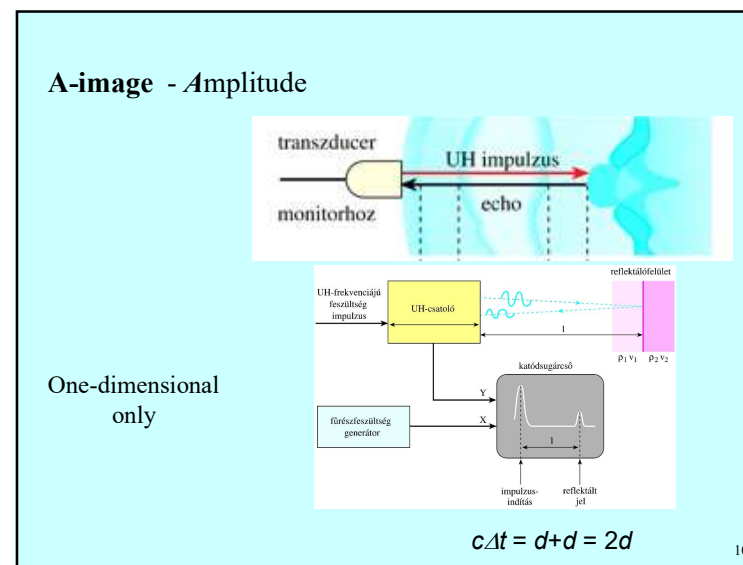 A-image - Amplitude
transzducer
UH impulzus
echo
monitorhoz
reflektálófelület
UH-frekvenciájú
feszültség
impulzus
UH-csatoló
l
ρ₁ v₁ ρ₂ v₂
katódsugárcső
One-dimensional
only
Y
X
fűrészfeszültség
generátor
l
impulzus-
indítás
reflektált
jel
cΔt = d+d = 2d